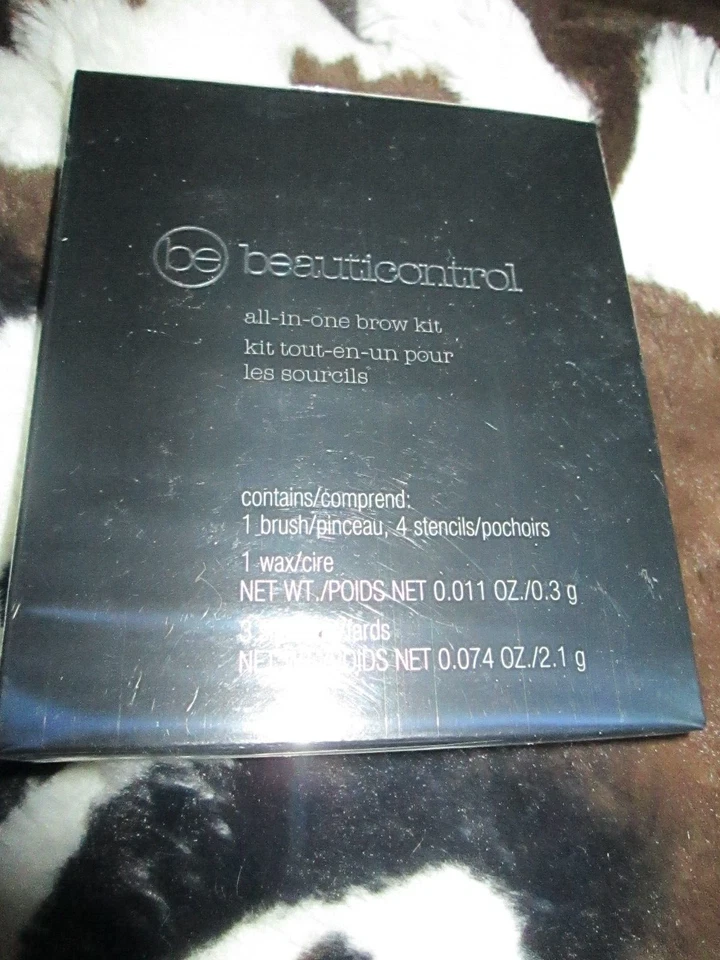 be beauticontrol
all-in-one brow kit
kit tout-en-un pour
les sourcils
contains/comprend:
1 brush/pinceau, 4 stencils/pochoirs
1 wax/cire
NET WT./POIDS NET 0.011 OZ./0.3 g
3
NET NET 0.074 OZ./2.1 g